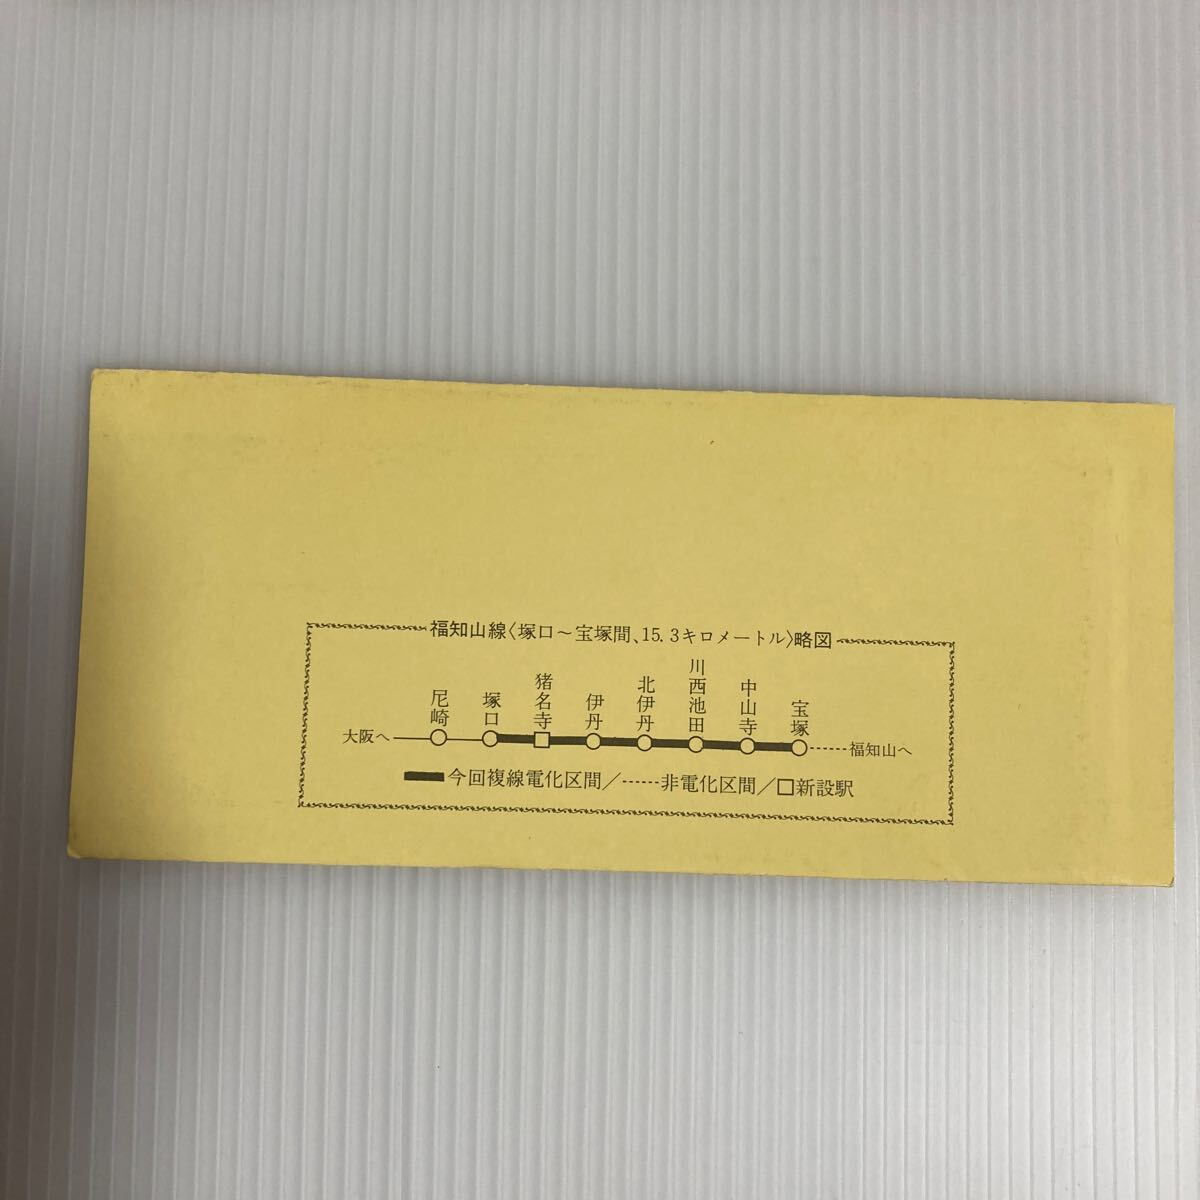 福知山線〈塚口〜宝塚間、15.3キロメートル〉略図
大阪へ
尼崎
塚口
猪名寺
伊丹
北伊丹
川西池田
中山寺
宝塚
福知山へ
今回複線電化区間／------非電化区間／□新設駅